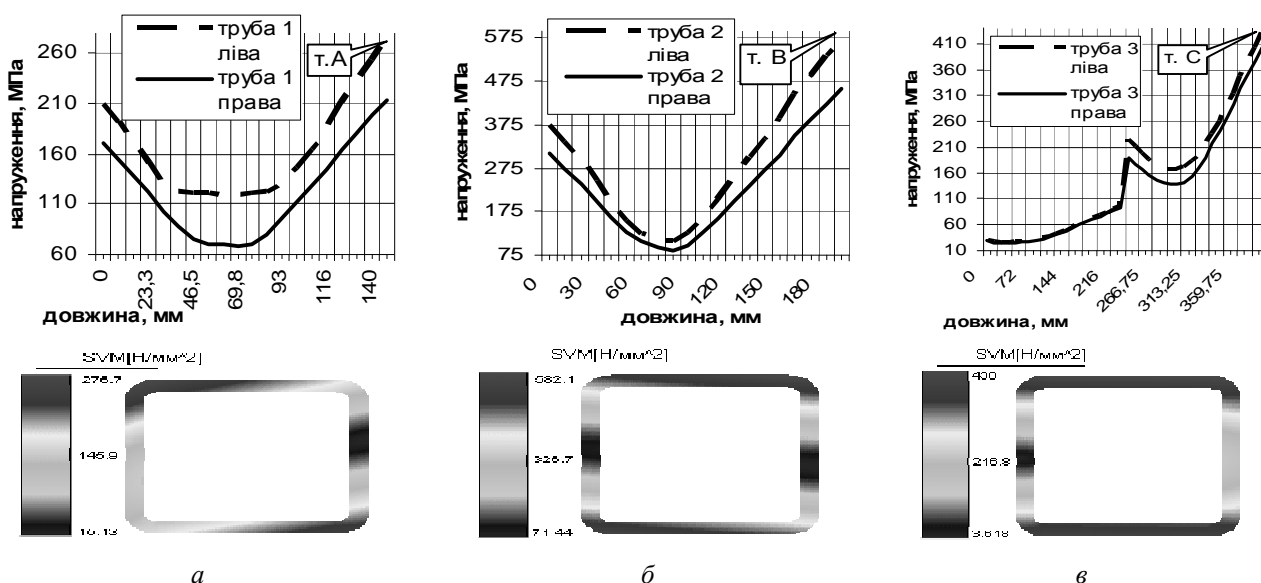 труба 1
ліва
труба 1
права
т.А
напруження, МПа
260
210
160
110
60
0
23,3
46,5
69,8
93
116
140
довжина, мм
труба 2
ліва
труба 2
права
т. В
напруження, МПа
575
475
375
275
175
75
0
30
60
90
120
150
180
довжина, мм
труба 3
ліва
труба 3
права
т. С
напруження, МПа
410
360
310
260
210
160
110
60
10
0
72
144
216
266,75
313,25
359,75
довжина, мм
SVM[Н/мм^2]
276.7
145.9
SVM[Н/мм^2]
582.1
326.7
71.44
SVM[Н/мм^2]
216.8
3.618
а
б
в